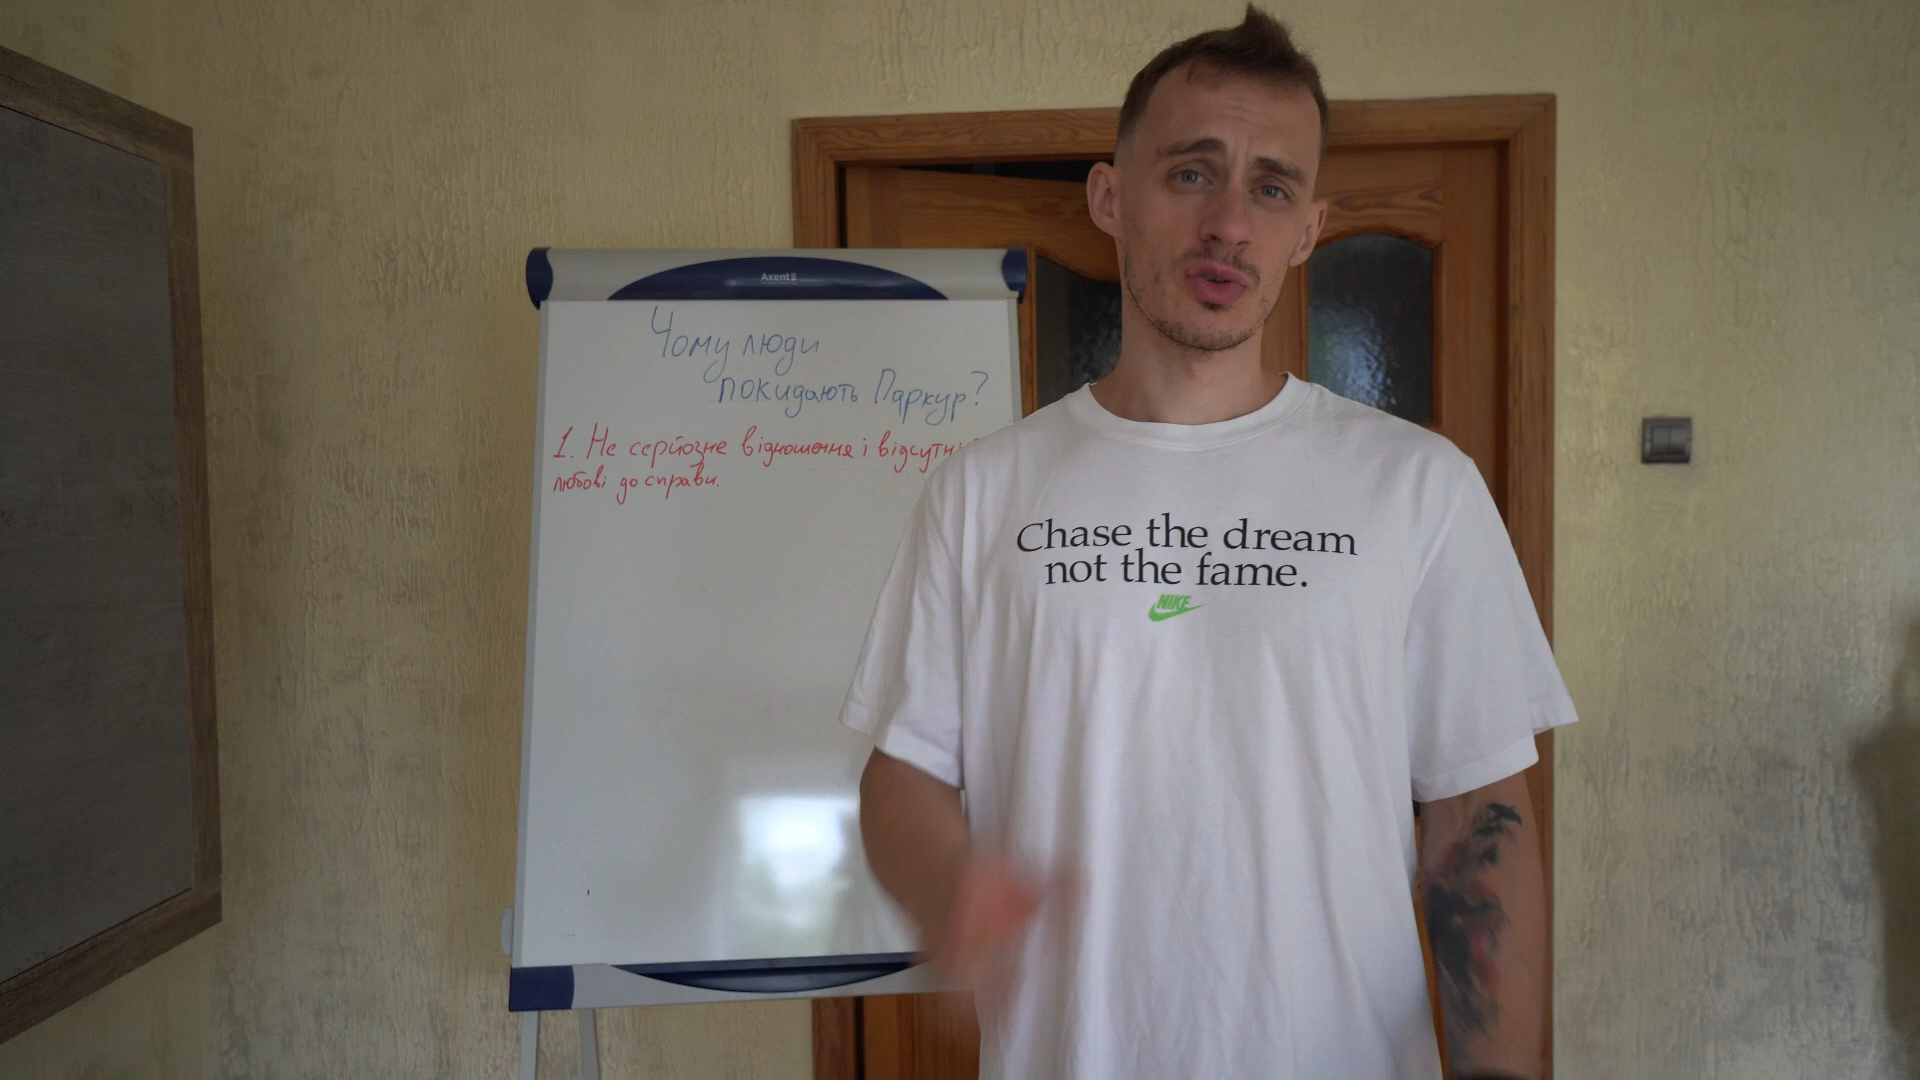 Axent
Чому люди
покидають Паркур?
1. Не серйозне відношення і відсутн
любові до справи.
Chase the dream
not the fame.
NIKE